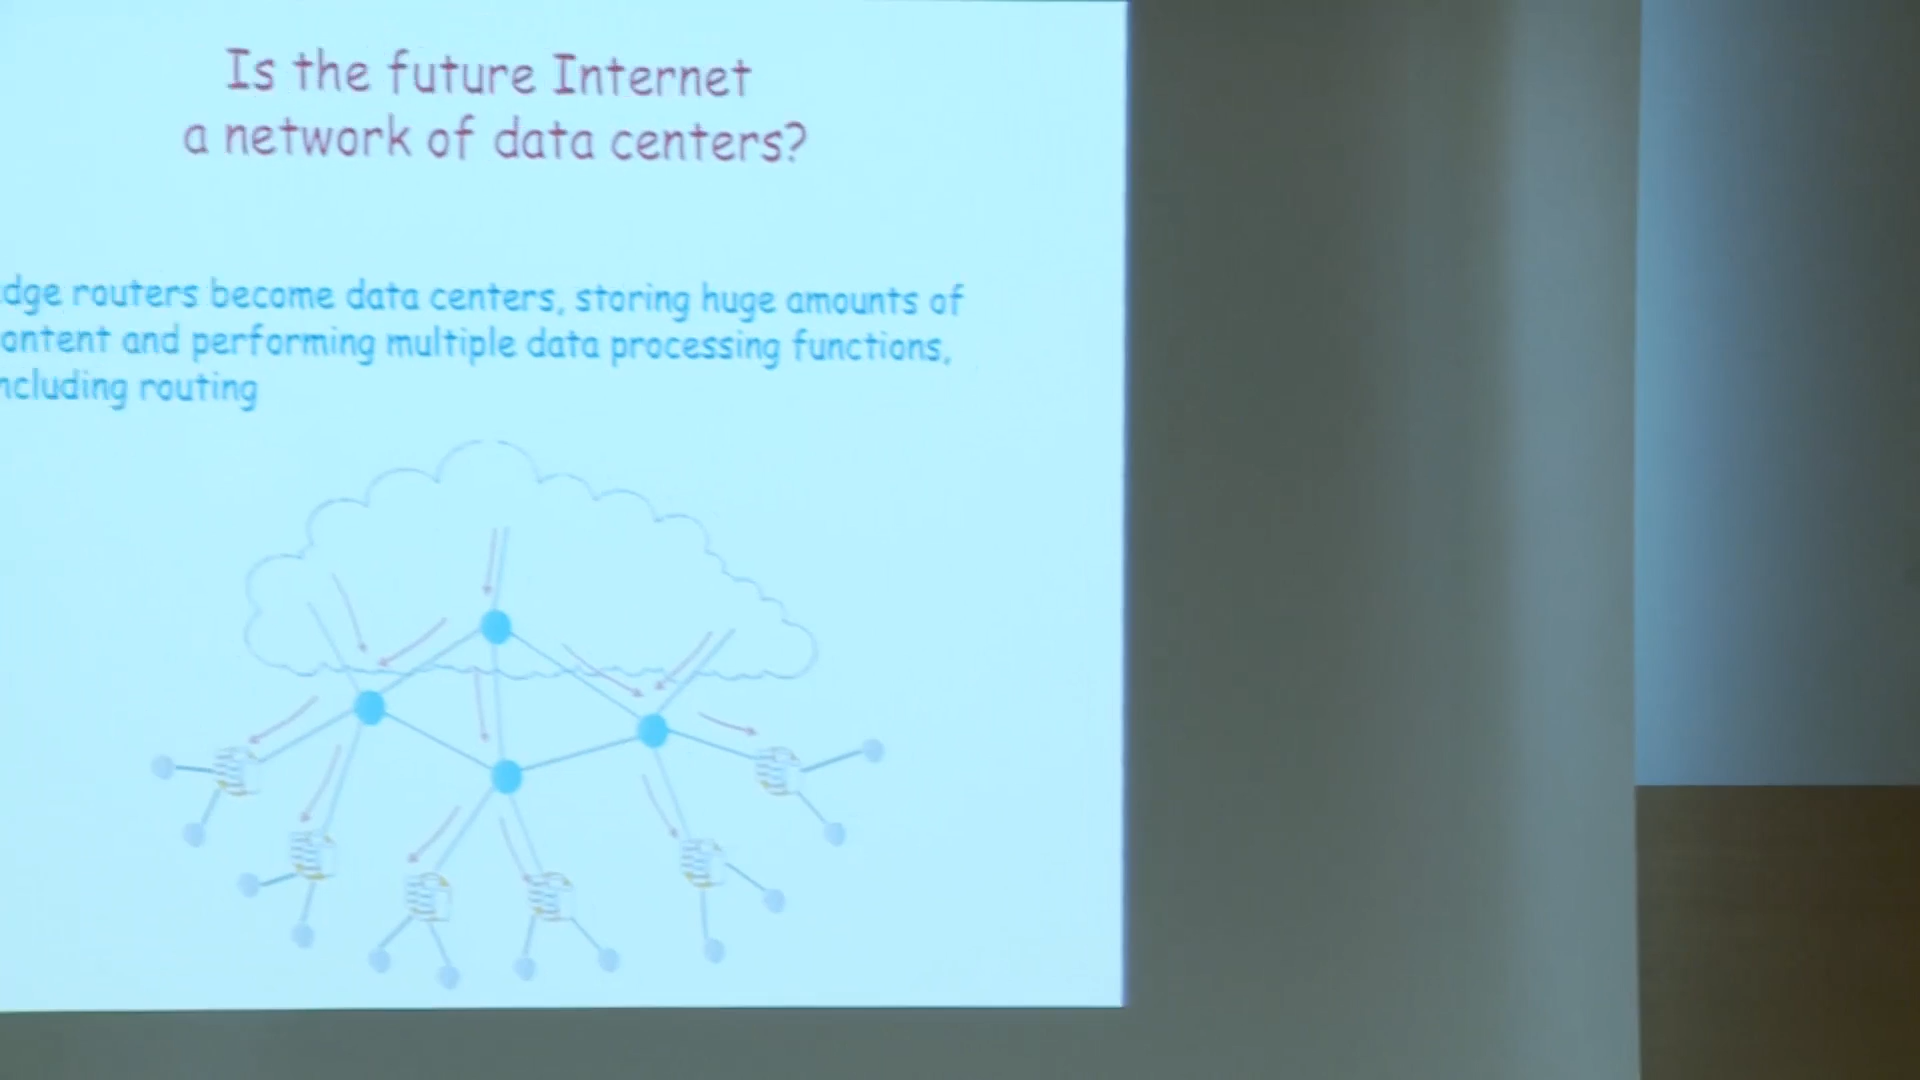 Is the future Internet
a network of data centers?
dge routers become data centers, storing huge amounts of
ontent and performing multiple data processing functions,
ncluding routing